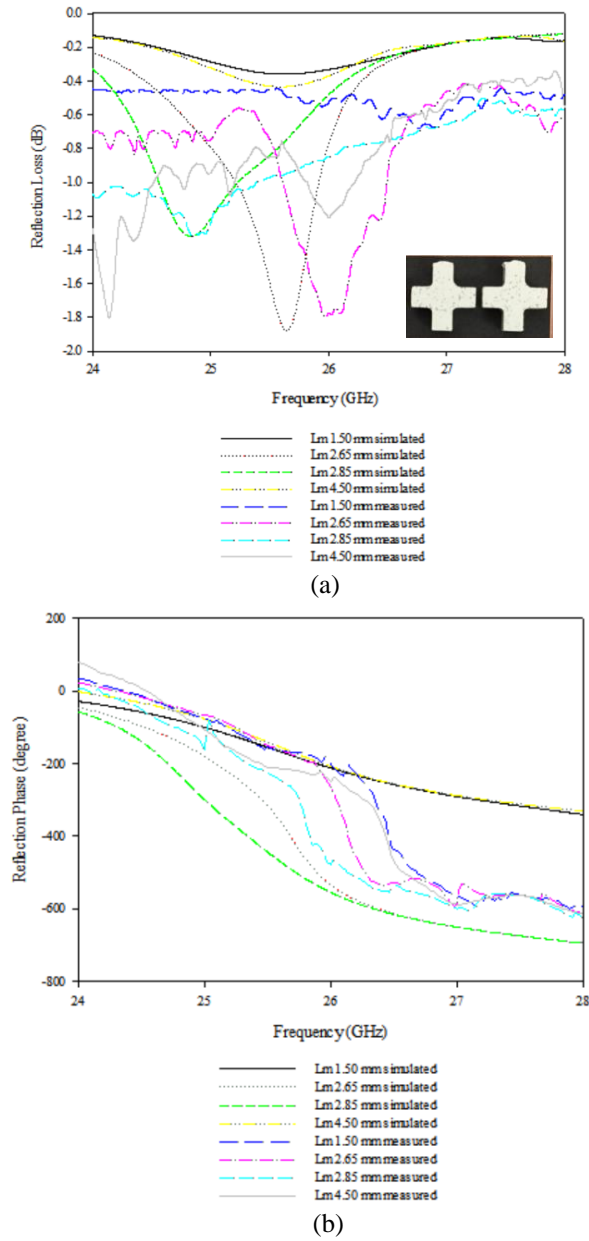 0.0
-0.2
-0.4
-0.6
-0.8
-1.0
-1.2
-1.4
-1.6
-1.8
-2.0
Reflection Loss (dB)
24 25 26 27 28
Frequency (GHz)
Lm 1.50 mm simulated
Lm 2.65 mm simulated
Lm 2.85 mm simulated
Lm 4.50 mm simulated
Lm 1.50 mm measured
Lm 2.65 mm measured
Lm 2.85 mm measured
Lm 4.50 mm measured
(a)
200
0
-200
-400
-600
-800
Reflection Phase (degree)
24 25 26 27 28
Frequency (GHz)
Lm 1.50 mm simulated
Lm 2.65 mm simulated
Lm 2.85 mm simulated
Lm 4.50 mm simulated
Lm 1.50 mm measured
Lm 2.65 mm measured
Lm 2.85 mm measured
Lm 4.50 mm measured
(b)